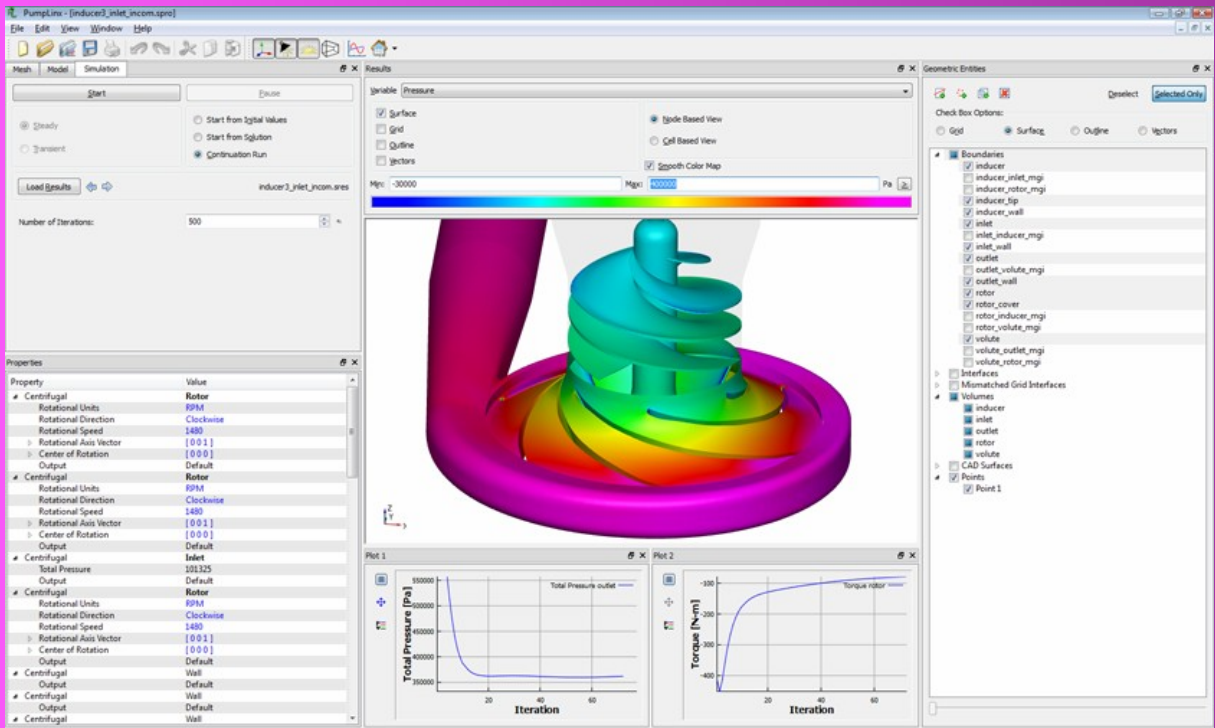 PumpLinx - [inducer3_inlet_incom.spro]
File Edit View Window Help
Mesh Model Simulation
Start Pause
Steady
Transient
Start from Initial Values
Start from Solution
Continuation Run
Load Results inducer3_inlet_incom.sres
Number of Iterations: 500
Properties
Property Value
Centrifugal Rotor
Rotational Units RPM
Rotational Direction Clockwise
Rotational Speed 1480
Rotational Axis Vector [ 0 0 1 ]
Center of Rotation [ 0 0 0 ]
Output Default
Centrifugal Rotor
Rotational Units RPM
Rotational Direction Clockwise
Rotational Speed 1480
Rotational Axis Vector [ 0 0 1 ]
Center of Rotation [ 0 0 0 ]
Output Default
Centrifugal Inlet
Total Pressure 101325
Output Default
Centrifugal Rotor
Rotational Units RPM
Rotational Direction Clockwise
Rotational Speed 1480
Rotational Axis Vector [ 0 0 1 ]
Center of Rotation [ 0 0 0 ]
Output Default
Centrifugal Wall
Output Default
Centrifugal Wall
Output Default
Centrifugal Wall
Results
Variable Pressure
Surface
Grid
Outline
Vectors
Node Based View
Cell Based View
Smooth Color Map
Min: -30000 Max: 400000 Pa
Z
Y
Plot 1
Total Pressure [Pa]
550000
500000
450000
400000
350000
Total Pressure outlet
20 40 60
Iteration
Plot 2
Torque [N-m]
-100
-200
-300
-400
Torque rotor
20 40 60
Iteration
Geometric Entities
Deselect Selected Only
Check Box Options:
Grid Surface Outline Vectors
Boundaries
inducer
inducer_inlet_mgi
inducer_rotor_mgi
inducer_tip
inducer_wall
inlet
inlet_inducer_mgi
inlet_wall
outlet
outlet_volute_mgi
outlet_wall
rotor
rotor_cover
rotor_inducer_mgi
rotor_volute_mgi
volute
volute_outlet_mgi
volute_rotor_mgi
Interfaces
Mismatched Grid Interfaces
Volumes
inducer
inlet
outlet
rotor
volute
CAD Surfaces
Points
Point 1